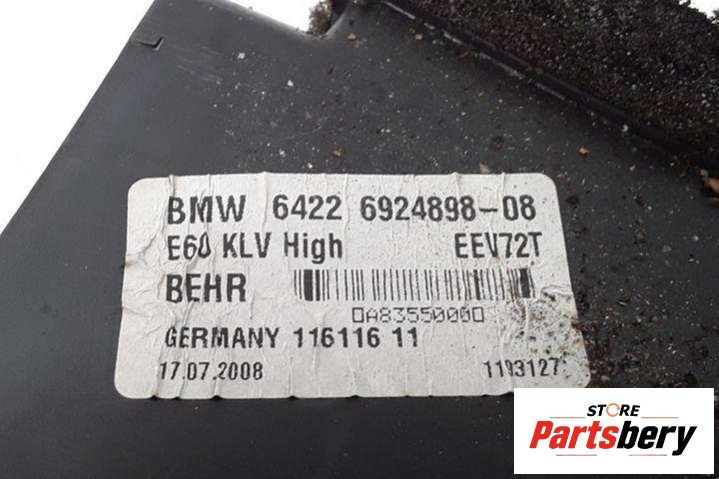 BMW 6422 6924898-08
E60 KLV High EEV72T
BEHR
0A83550000
GERMANY 116116 11
17.07.2008 1193127
STORE
Partsbery